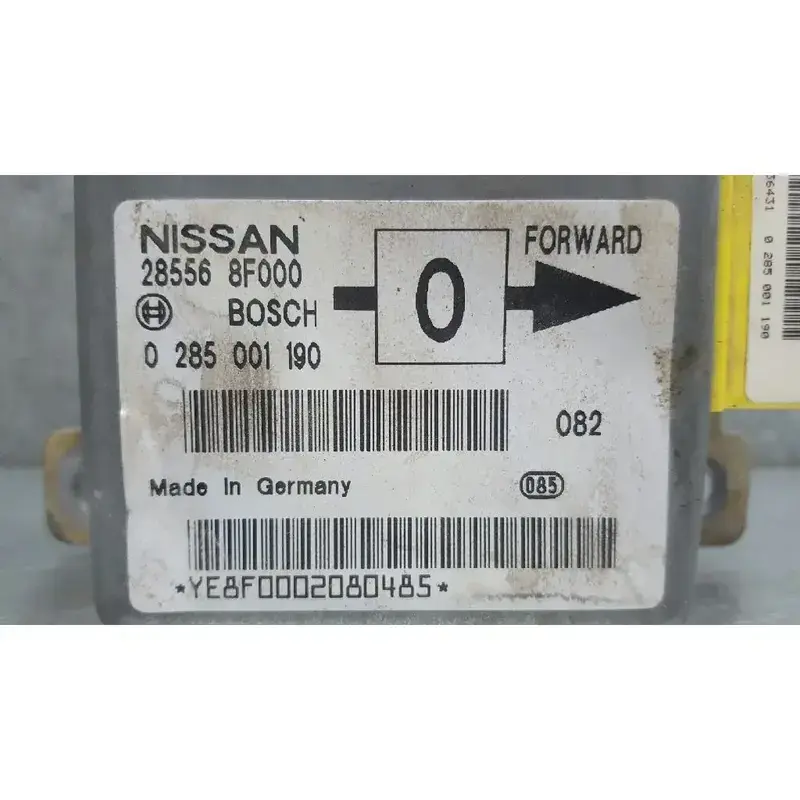 NISSAN
28556 8F000
BOSCH
0 285 001 190
0
FORWARD
082
Made in Germany
085
*YE8F0002080485*
36431 0 285 001 190